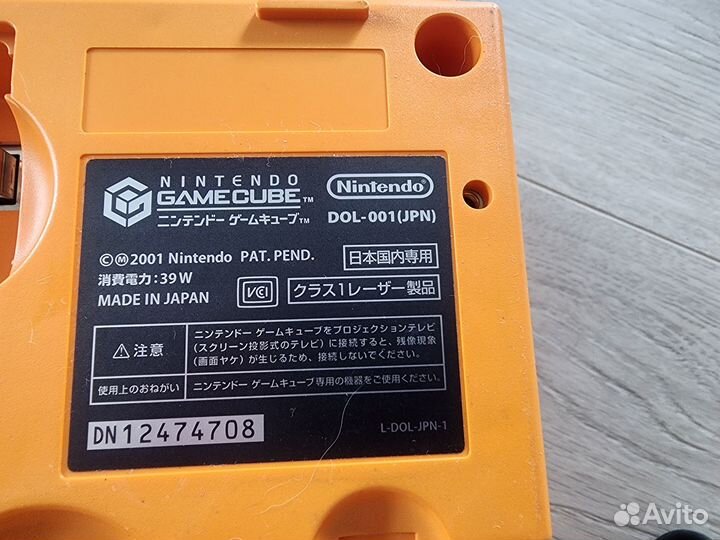 NINTENDO
GAMECUBE™
ニンテンドー ゲームキューブ™
Nintendo®
DOL-001(JPN)
©Ⓜ2001 Nintendo PAT. PEND.
日本国内専用
消費電力:39W
MADE IN JAPAN
VCI
クラス1レーザー製品
⚠注意
ニンテンドー ゲームキューブをプロジェクションテレビ
(スクリーン投影式のテレビ)に接続すると、残像現象
(画面ヤケ)が生じるため、接続しないでください。
使用上のおねがい
ニンテンドー ゲームキューブ専用の機器をご使用ください。
DN12474708
L-DOL-JPN-1
Avito